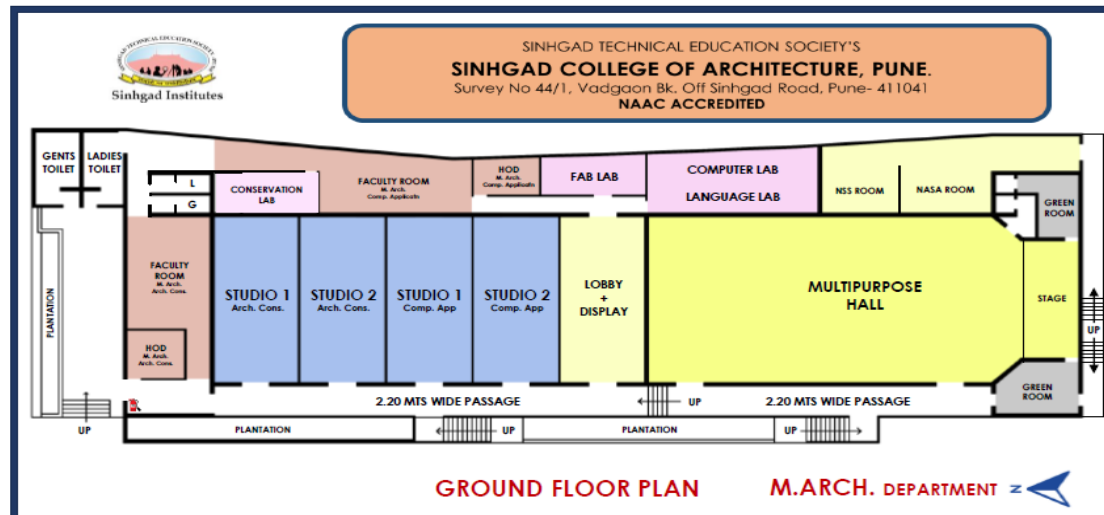 SINHGAD TECHNICAL EDUCATION SOCIETY'S
SINHGAD COLLEGE OF ARCHITECTURE, PUNE.
Survey No 44/1, Vadgaon Bk. Off Sinhgad Road, Pune- 411041
NAAC ACCREDITED
Sinhgad Institutes
GENTS
TOILET
LADIES
TOILET
L
G
CONSERVATION
LAB
FACULTY ROOM
M. Arch.
Comp. Applicatn
HOD
M. Arch.
Comp. Applicatn
FAB LAB
COMPUTER LAB
LANGUAGE LAB
NSS ROOM
NASA ROOM
GREEN
ROOM
FACULTY
ROOM
M. Arch.
Arch. Cons.
HOD
M. Arch.
Arch. Cons.
STUDIO 1
Arch. Cons.
STUDIO 2
Arch. Cons.
STUDIO 1
Comp. App
STUDIO 2
Comp. App
LOBBY
+
DISPLAY
MULTIPURPOSE
HALL
STAGE
UP
GREEN
ROOM
PLANTATION
2.20 MTS WIDE PASSAGE
UP
2.20 MTS WIDE PASSAGE
UP
PLANTATION
UP
PLANTATION
UP
GROUND FLOOR PLAN
M.ARCH. DEPARTMENT
N